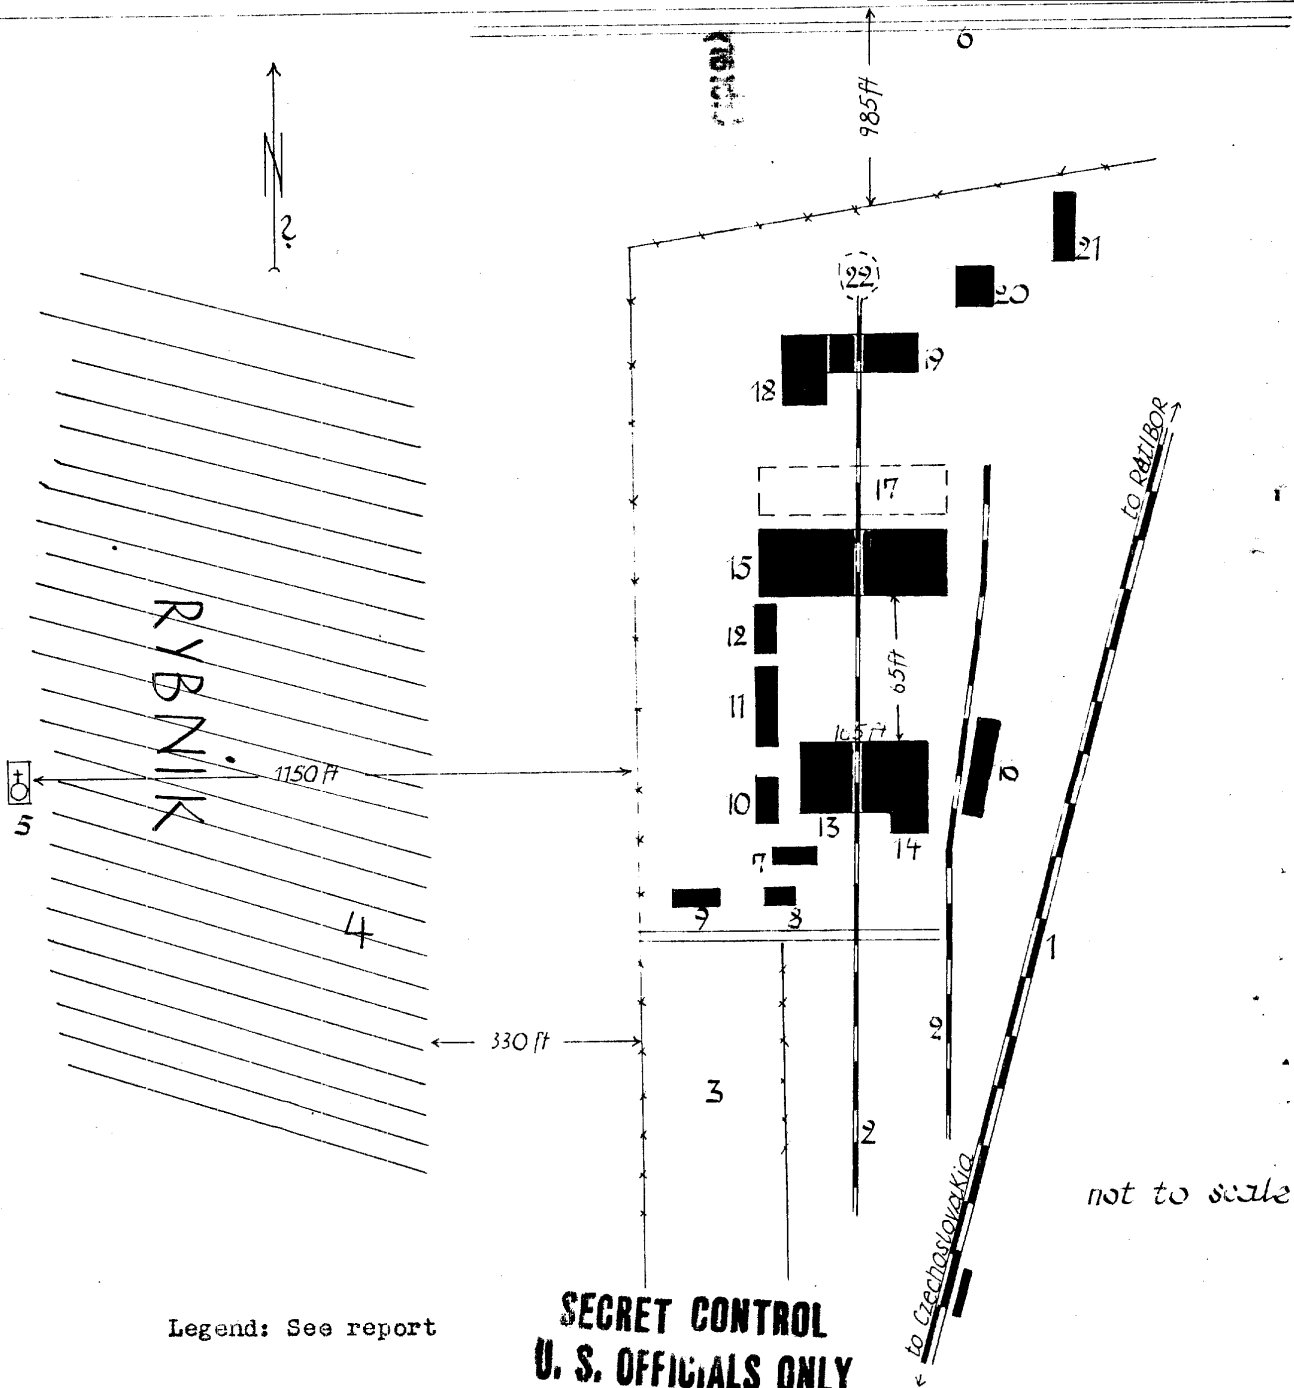 6
985 ft
N
?
21
22
20
19
18
to RATIBOR
17
15
12
RYBNIK
65 ft
11
165 ft
1150 ft
10
5
13
14
7
9
8
4
1
330 ft
2
3
2
not to scale
to Czechoslovakia
Legend: See report
SECRET CONTROL
U. S. OFFICIALS ONLY